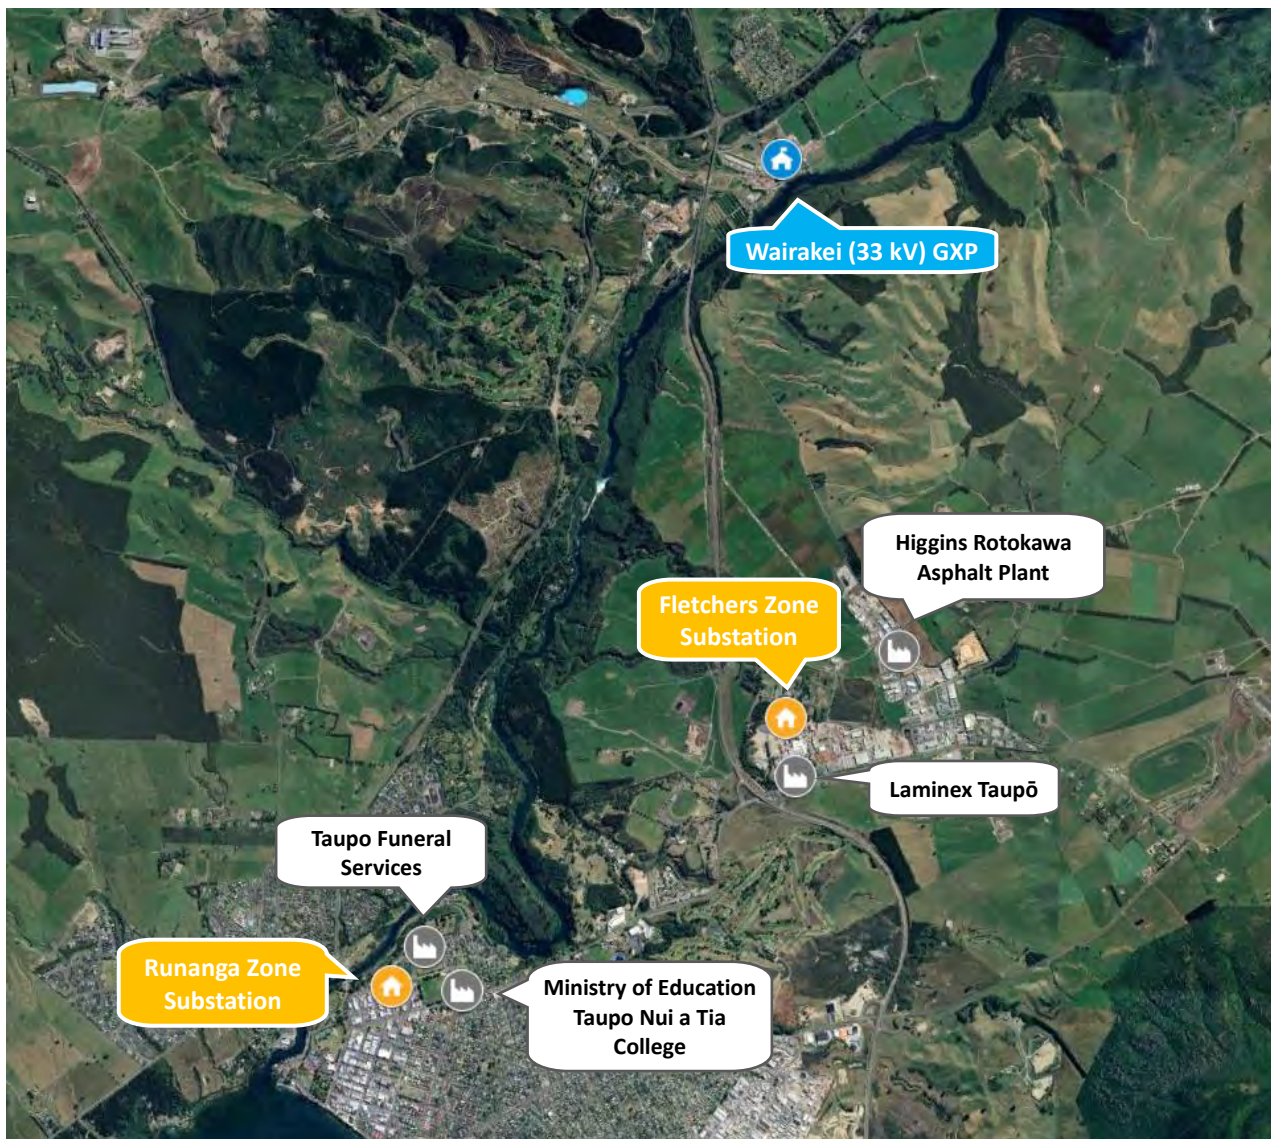 Wairakei (33 kV) GXP
Higgins Rotokawa
Asphalt Plant
Fletchers Zone
Substation
Laminex Taupō
Taupo Funeral
Services
Runanga Zone
Substation
Ministry of Education
Taupo Nui a Tia
College